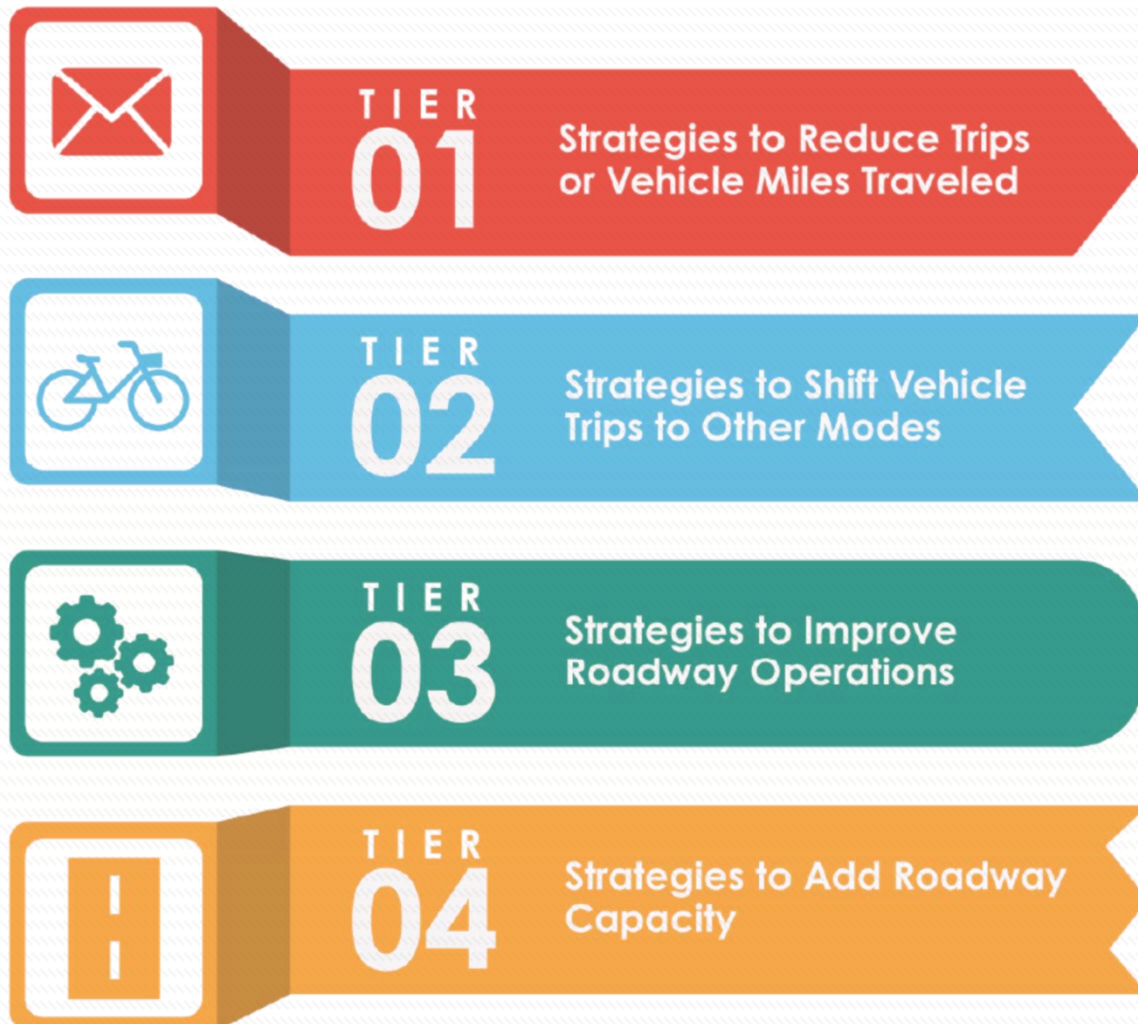 TIER
01
Strategies to Reduce Trips
or Vehicle Miles Traveled
TIER
02
Strategies to Shift Vehicle
Trips to Other Modes
TIER
03
Strategies to Improve
Roadway Operations
TIER
04
Strategies to Add Roadway
Capacity